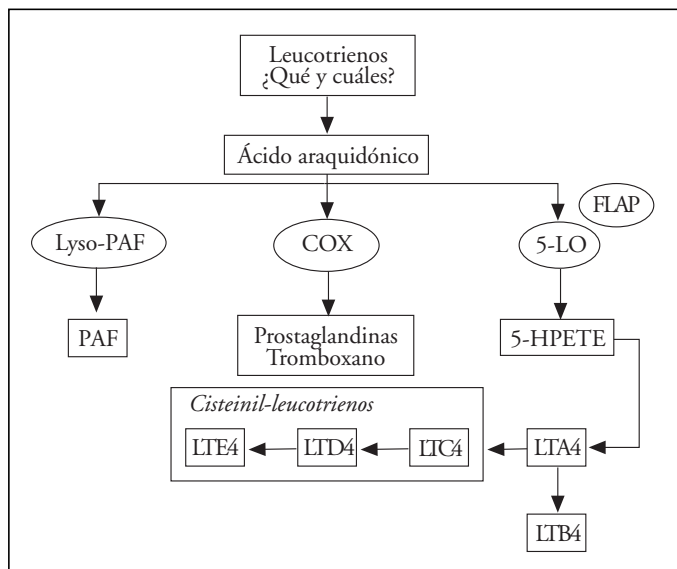 Leucotrienos
¿Qué y cuáles?
Ácido araquidónico
FLAP
Lyso-PAF
COX
5-LO
PAF
Prostaglandinas
Tromboxano
5-HPETE
Cisteinil-leucotrienos
LTE4
LTD4
LTC4
LTA4
LTB4